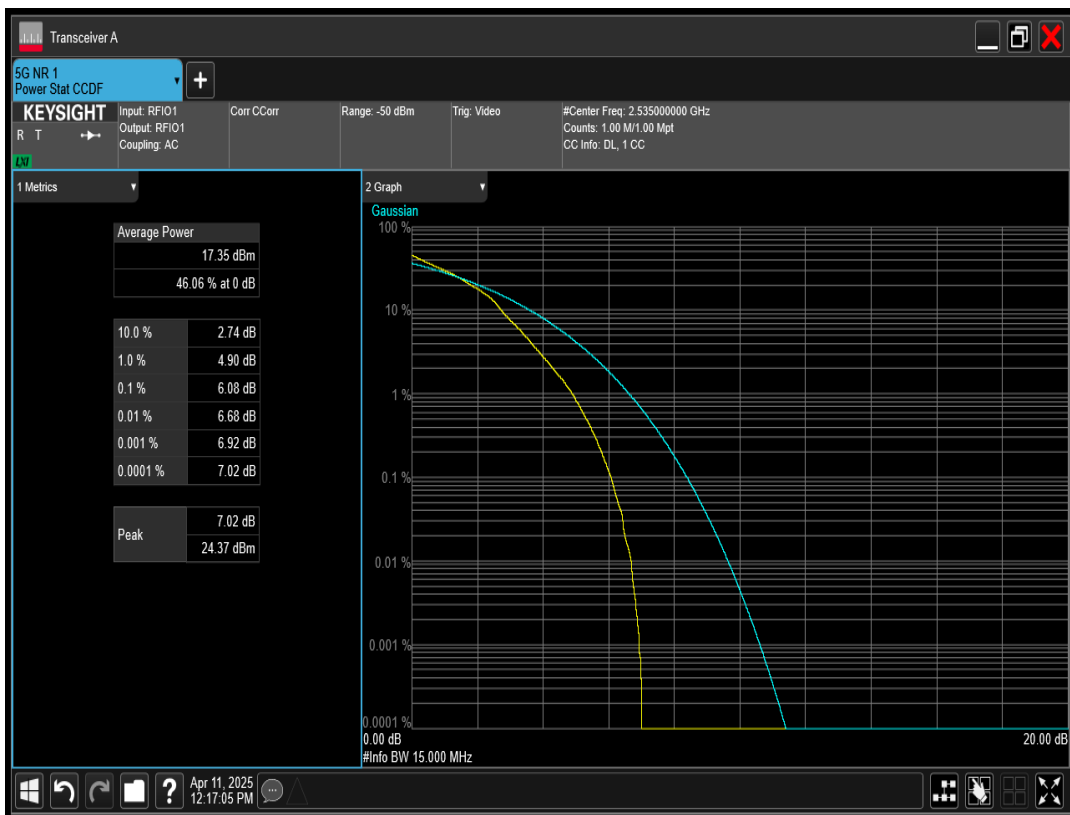 Transceiver A
5G NR 1
Power Stat CCDF
+
KEYSIGHT
R T
LXI
Input: RFIO1
Output: RFIO1
Coupling: AC
Corr CCorr
Range: -50 dBm
Trig: Video
#Center Freq: 2.535000000 GHz
Counts: 1.00 M/1.00 Mpt
CC Info: DL, 1 CC
1 Metrics
Average Power
17.35 dBm
46.06 % at 0 dB
10.0 % 2.74 dB
1.0 % 4.90 dB
0.1 % 6.08 dB
0.01 % 6.68 dB
0.001 % 6.92 dB
0.0001 % 7.02 dB
Peak
7.02 dB
24.37 dBm
2 Graph
Gaussian
100 %
10 %
1 %
0.1 %
0.01 %
0.001 %
0.0001 %
0.00 dB
20.00 dB
#Info BW 15.000 MHz
?
Apr 11, 2025
12:17:05 PM